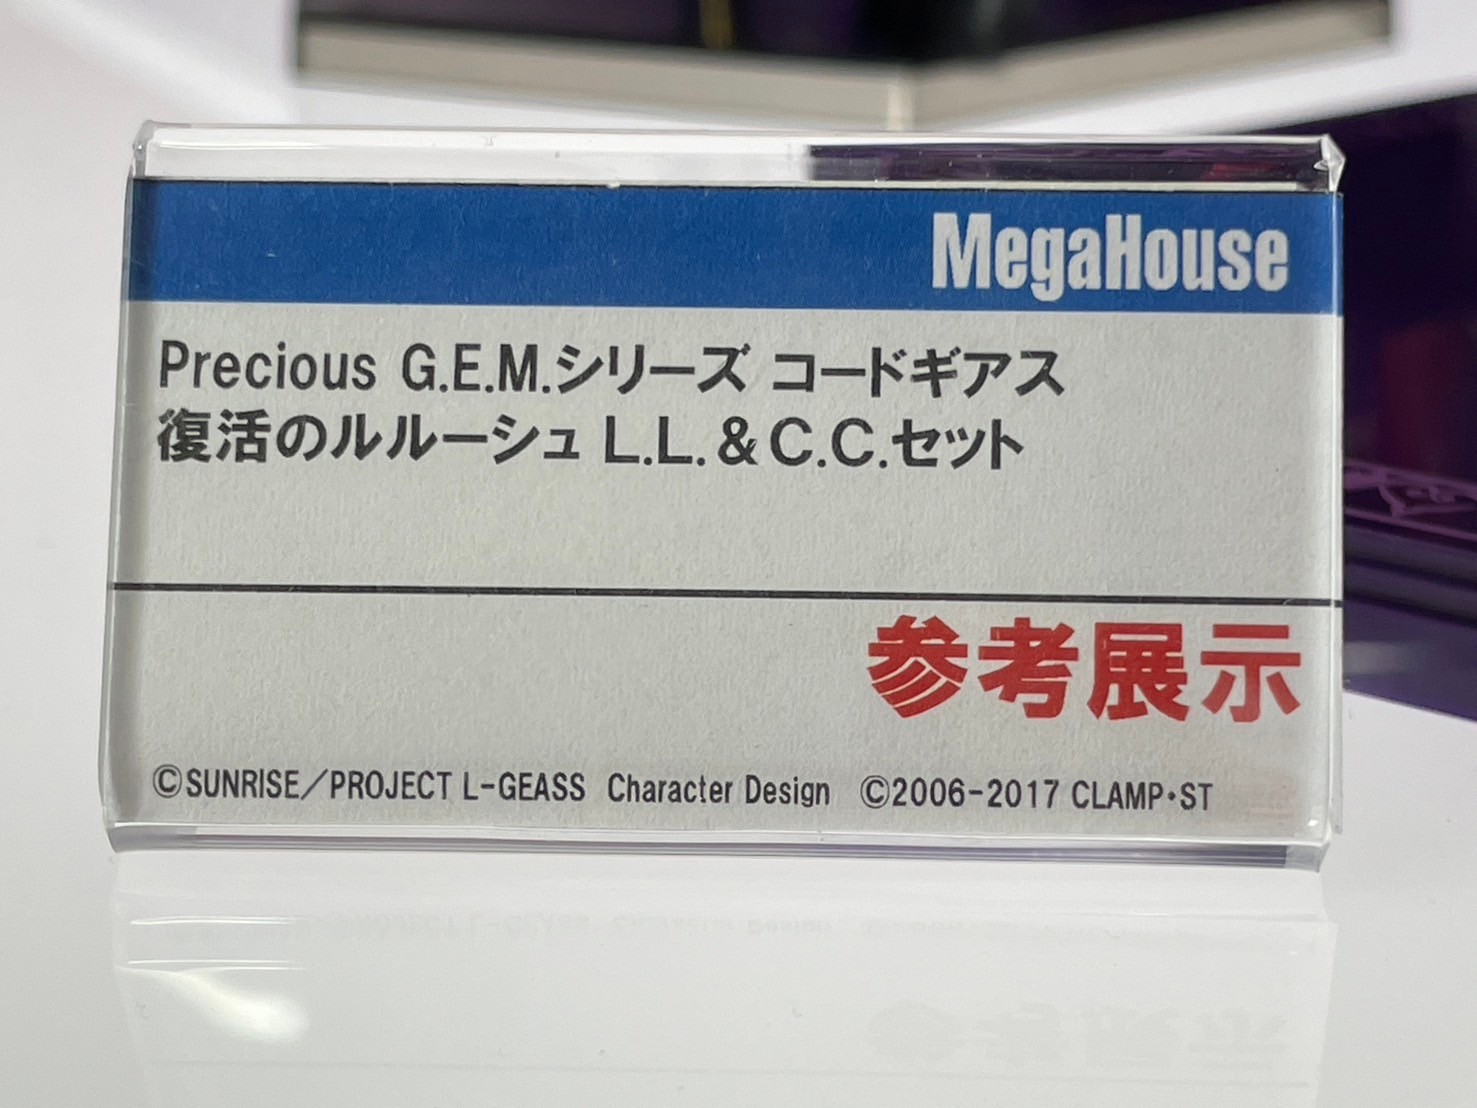 MegaHouse
Precious G.E.M.シリーズ コードギアス
復活のルルーシュ L.L.&C.C.セット
参考展示
©SUNRISE／PROJECT L-GEASS Character Design ©2006-2017 CLAMP・ST